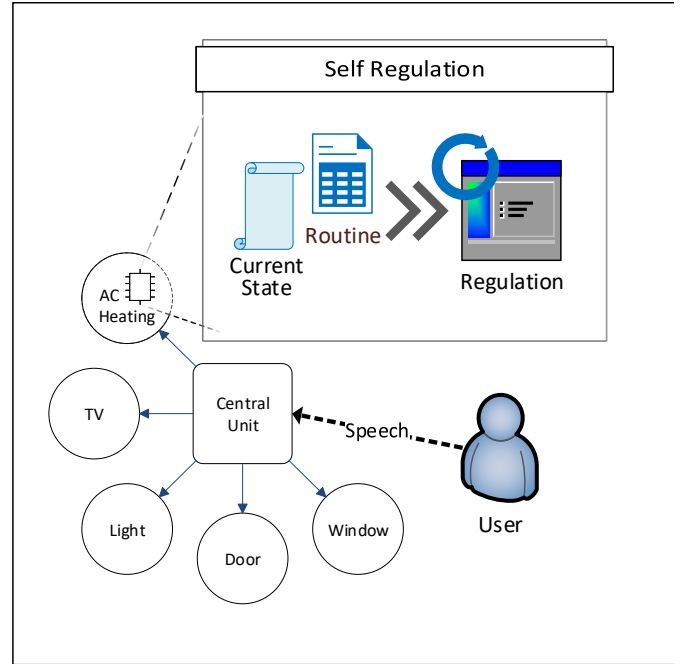 Self Regulation
Routine
Current
State
Regulation
AC
Heating
TV
Central
Unit
Speech
User
Light
Door
Window